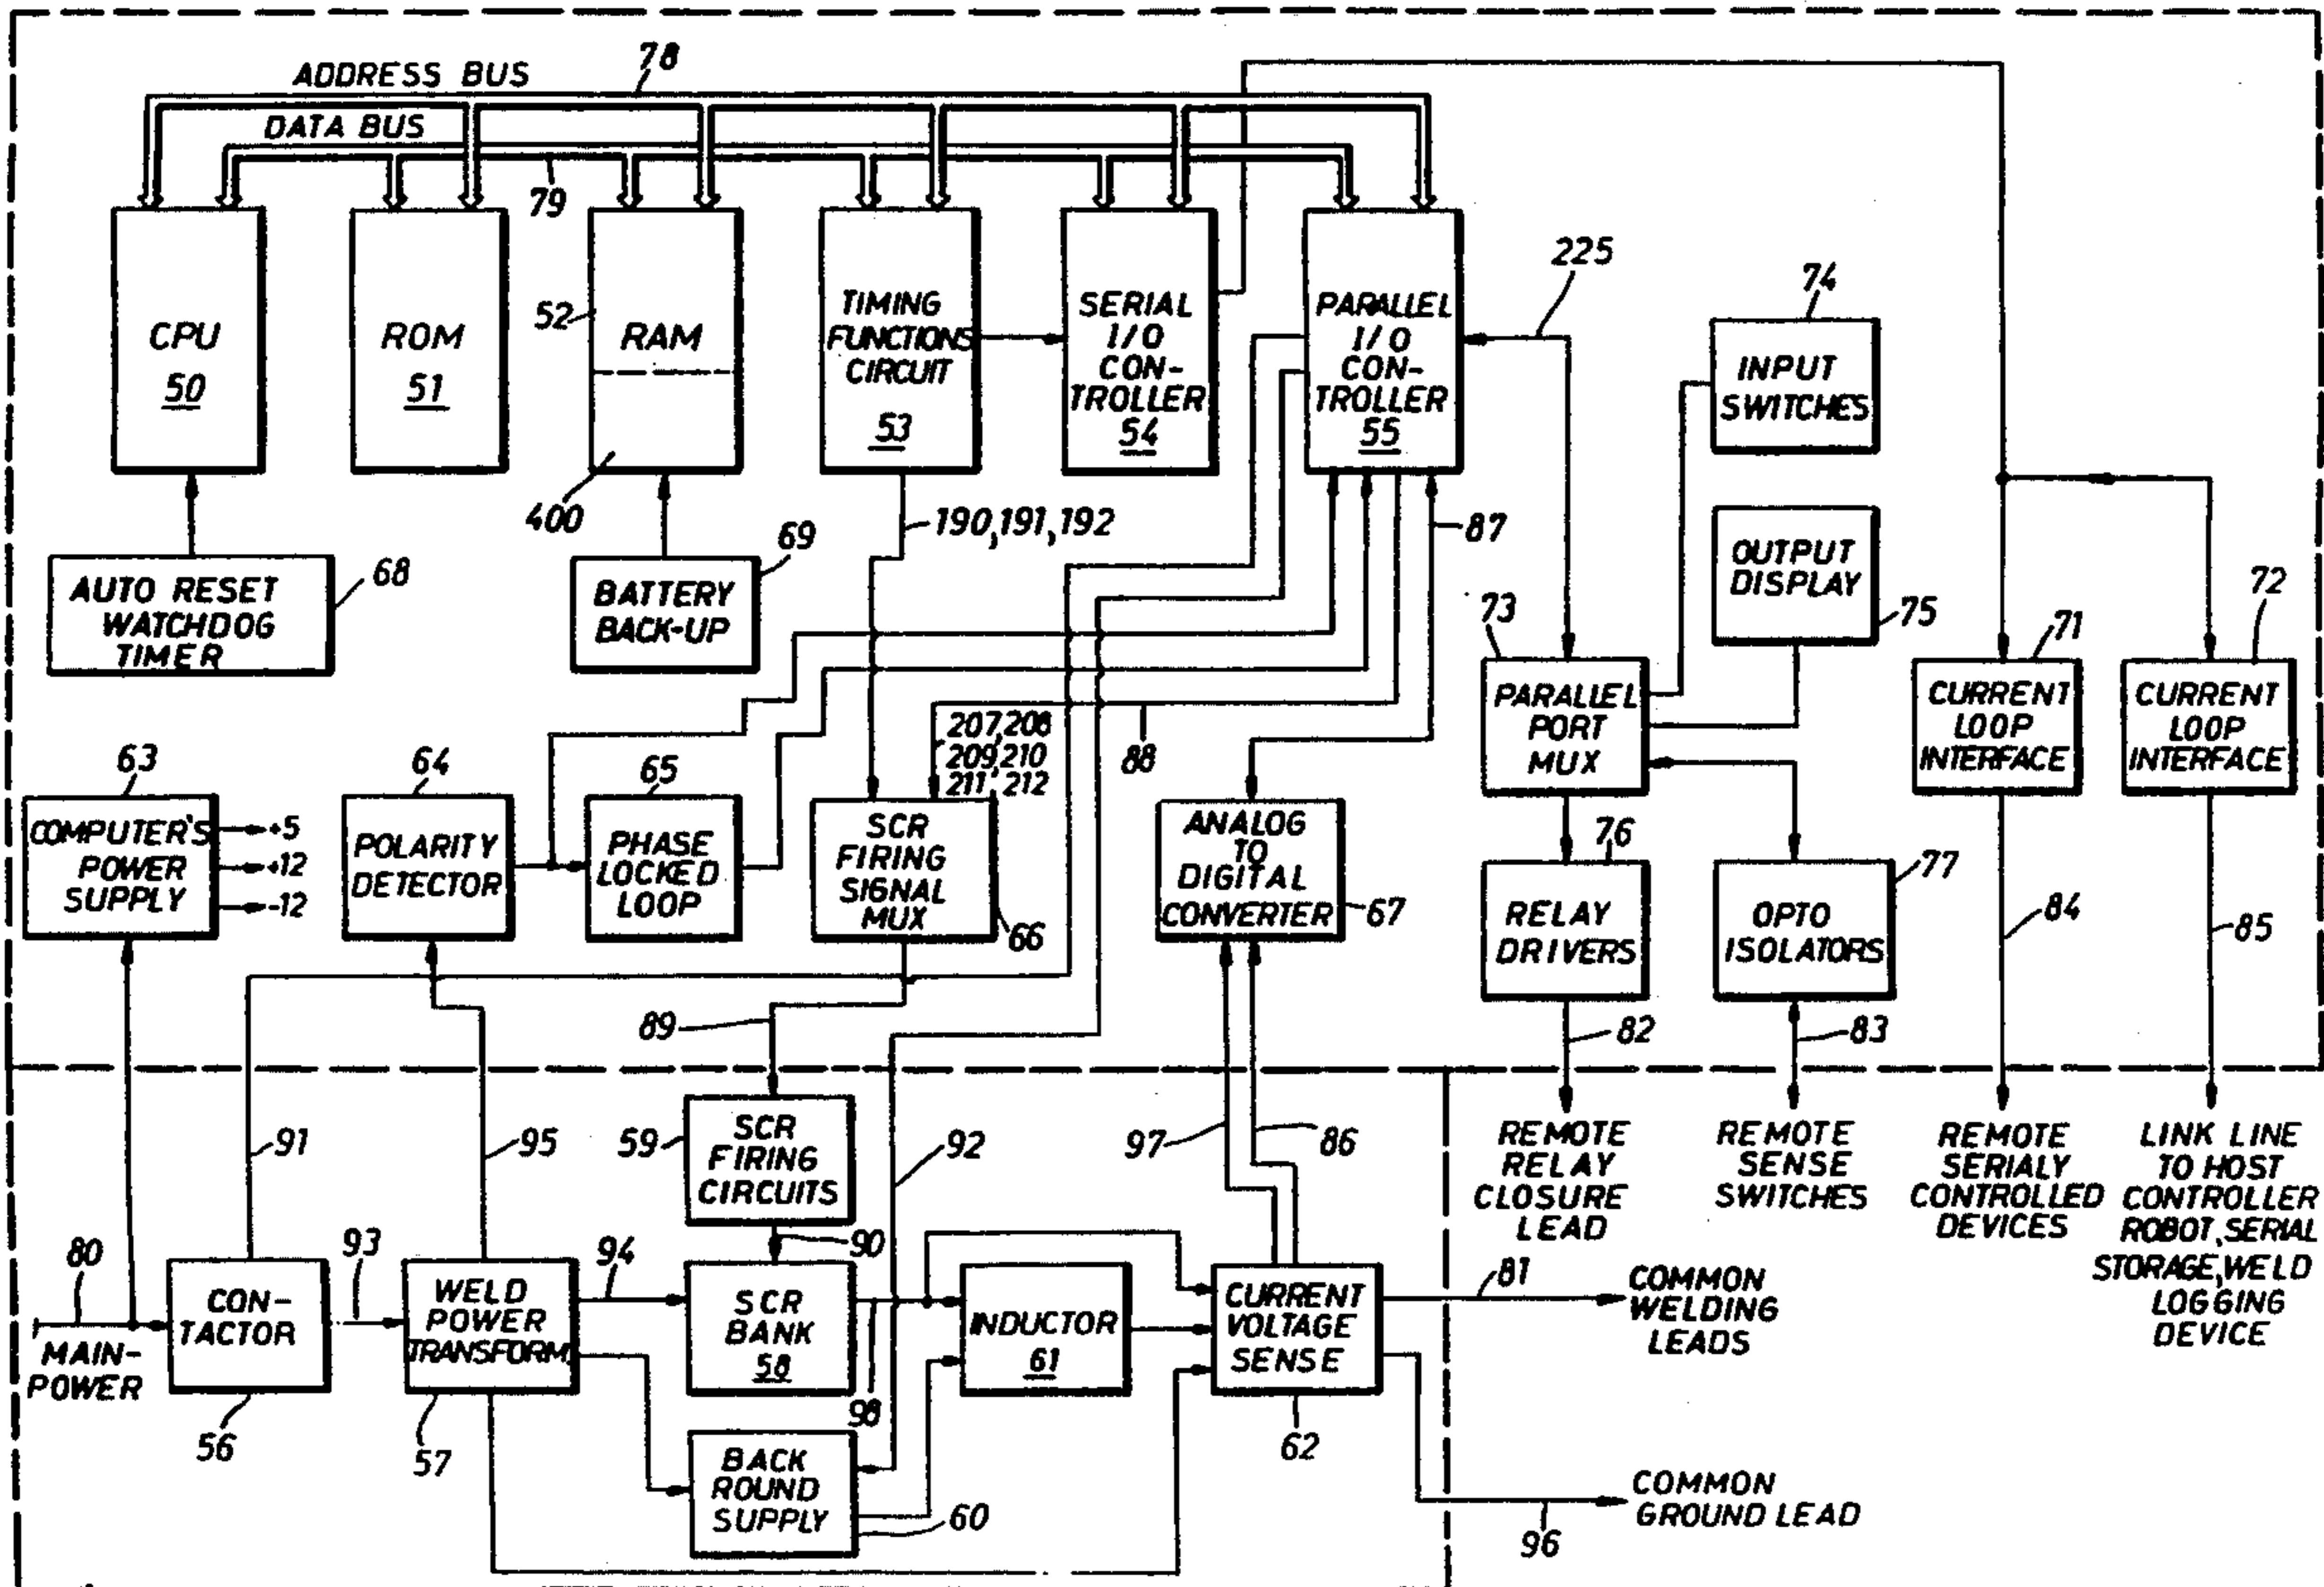 ADDRESS BUS
78
DATA BUS
79
CPU
50
ROM
51
52
RAM
400
TIMING
FUNCTIONS
CIRCUIT
53
SERIAL
I/O
CON-
TROLLER
54
PARALLEL
I/O
CON-
TROLLER
55
225
74
INPUT
SWITCHES
AUTO RESET
WATCHDOG
TIMER
68
BATTERY
BACK-UP
69
190,191,192
87
OUTPUT
DISPLAY
75
73
PARALLEL
PORT
MUX
71
CURRENT
LOOP
INTERFACE
72
CURRENT
LOOP
INTERFACE
63
COMPUTER'S
POWER
SUPPLY
+5
+12
-12
64
POLARITY
DETECTOR
65
PHASE
LOCKED
LOOP
207,208
209,210
211,212
88
SCR
FIRING
SIGNAL
MUX
66
ANALOG
TO
DIGITAL
CONVERTER
67
76
RELAY
DRIVERS
77
OPTO
ISOLATORS
84
85
89
82
83
91
95
59
SCR
FIRING
CIRCUITS
92
97
86
REMOTE
RELAY
CLOSURE
LEAD
REMOTE
SENSE
SWITCHES
REMOTE
SERIALY
CONTROLLED
DEVICES
LINK LINE
TO HOST
CONTROLLER
ROBOT,SERIAL
STORAGE,WELD
LOGGING
DEVICE
80
MAIN-
POWER
CON-
TACTOR
56
93
WELD
POWER
TRANSFORM.
57
94
90
SCR
BANK
58
98
INDUCTOR
61
CURRENT
VOLTAGE
SENSE
62
81
COMMON
WELDING
LEADS
BACK
ROUND
SUPPLY
60
COMMON
GROUND LEAD
96